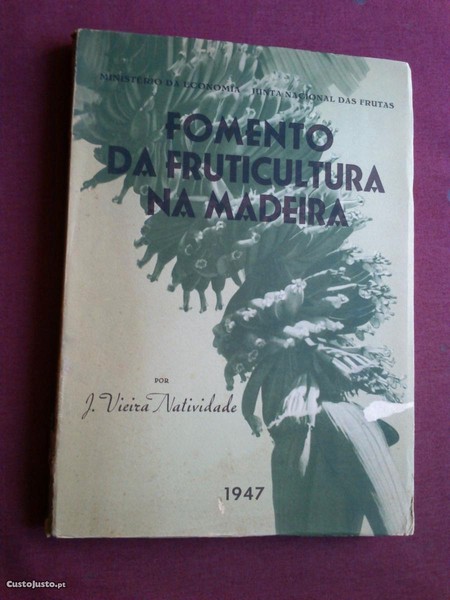 MINISTÉRIO DA ECONOMIA - JUNTA NACIONAL DAS FRUTAS
FOMENTO
DA FRUTICULTURA
NA MADEIRA
POR
J. Vieira Natividade
1947
CustoJusto.pt